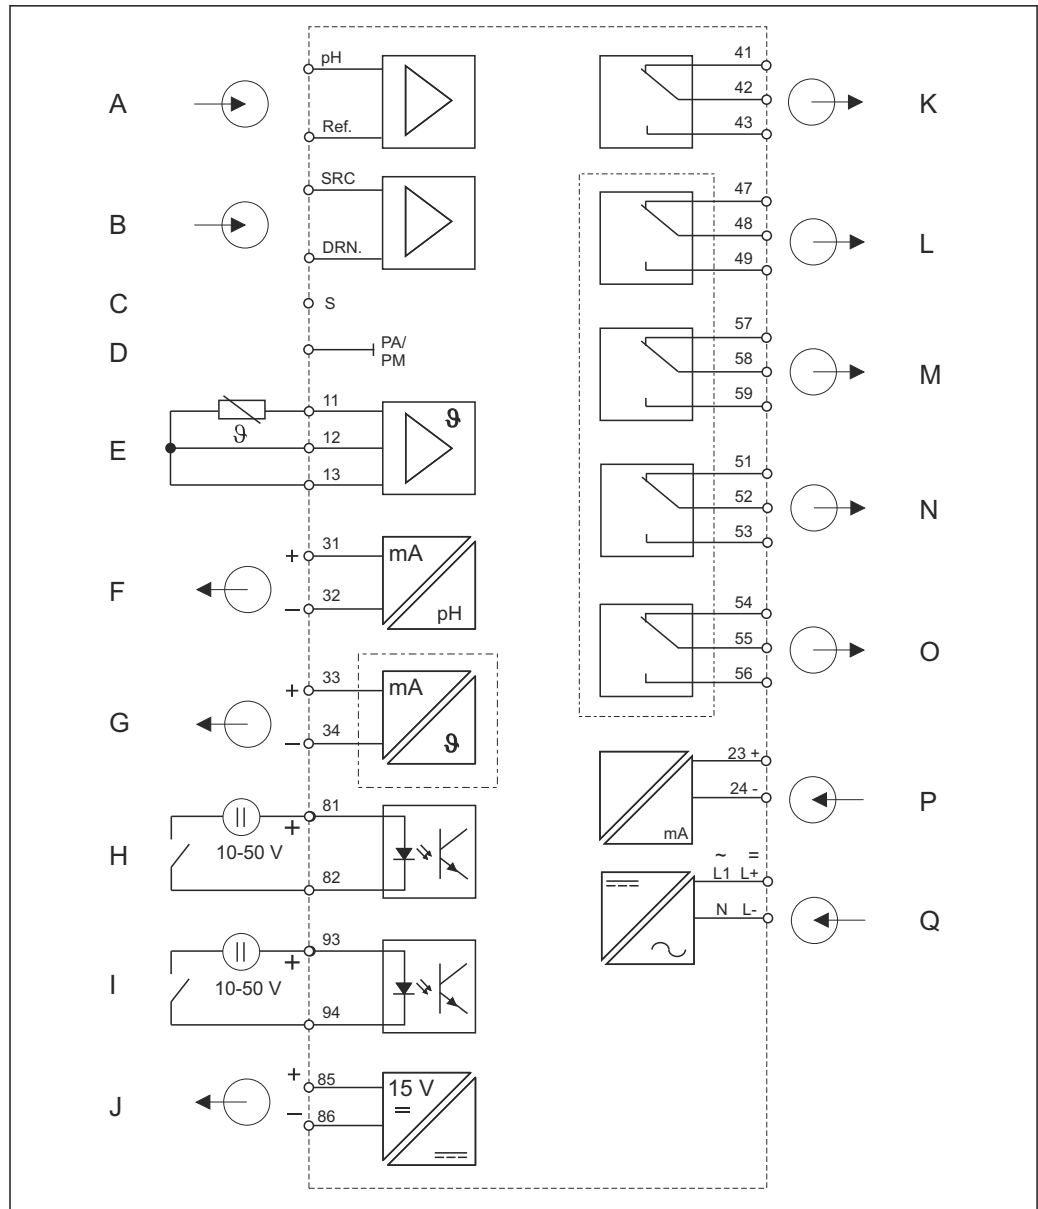 A
pH
Ref.
B
SRC
DRN.
C
S
D
PA/
PM
E
ϑ
11
12
13
ϑ
F
+
31
–
32
mA
pH
G
+
33
–
34
mA
ϑ
H
10-50 V
+
81
82
I
10-50 V
+
93
94
J
+
85
–
86
15 V
=
41
42
43
K
47
48
49
L
57
58
59
M
51
52
53
N
54
55
56
O
23 +
24 -
mA
P
~ =
L1 L+
N L-
Q